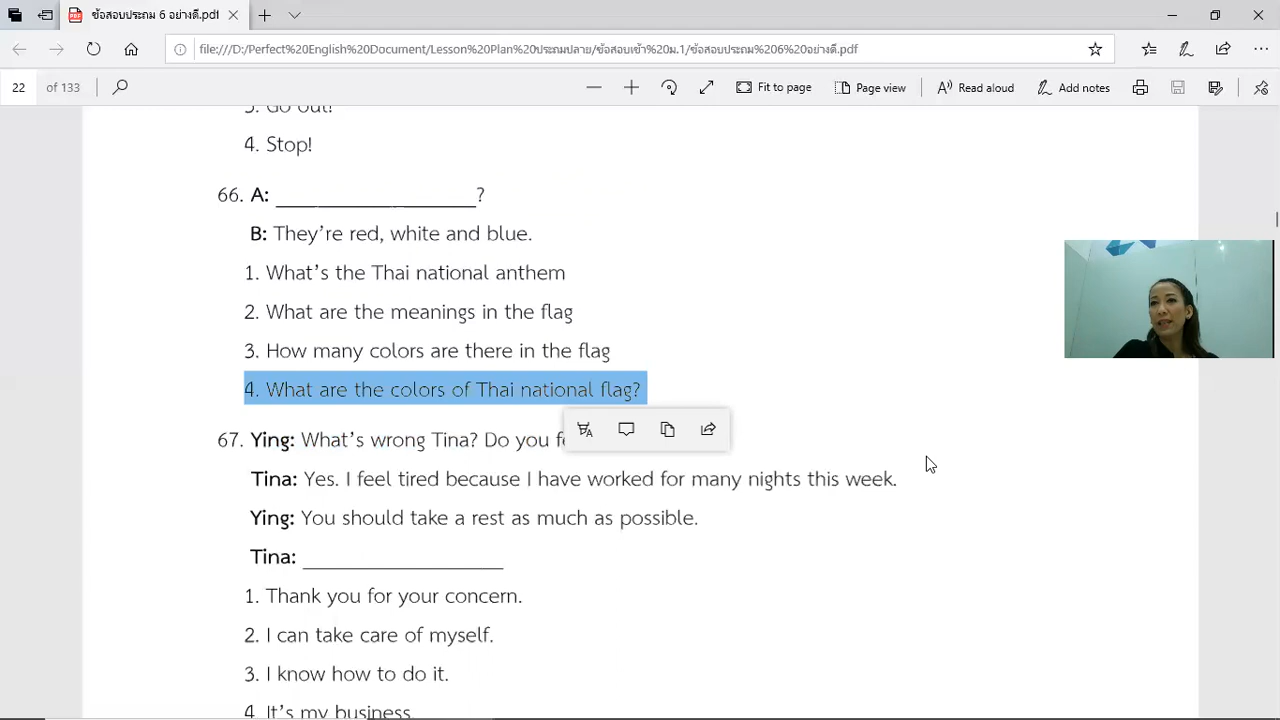 ข้อสอบประถม 6 อย่างดี.pdf
file:///D:/Perfect%20English%20Document/Lesson%20Plan%20ประถมปลาย/ข้อสอบเข้า%20ม.1/ข้อสอบประถม%206%20อย่างดี.pdf
22 of 133 Fit to page Page view Read aloud Add notes
3. Go out!
4. Stop!
66. A: ____________________?
B: They're red, white and blue.
1. What's the Thai national anthem
2. What are the meanings in the flag
3. How many colors are there in the flag
4. What are the colors of Thai national flag?
67. Ying: What's wrong Tina? Do you
Tina: Yes. I feel tired because I have worked for many nights this week.
Ying: You should take a rest as much as possible.
Tina: ____________________
1. Thank you for your concern.
2. I can take care of myself.
3. I know how to do it.
4. It's my business.